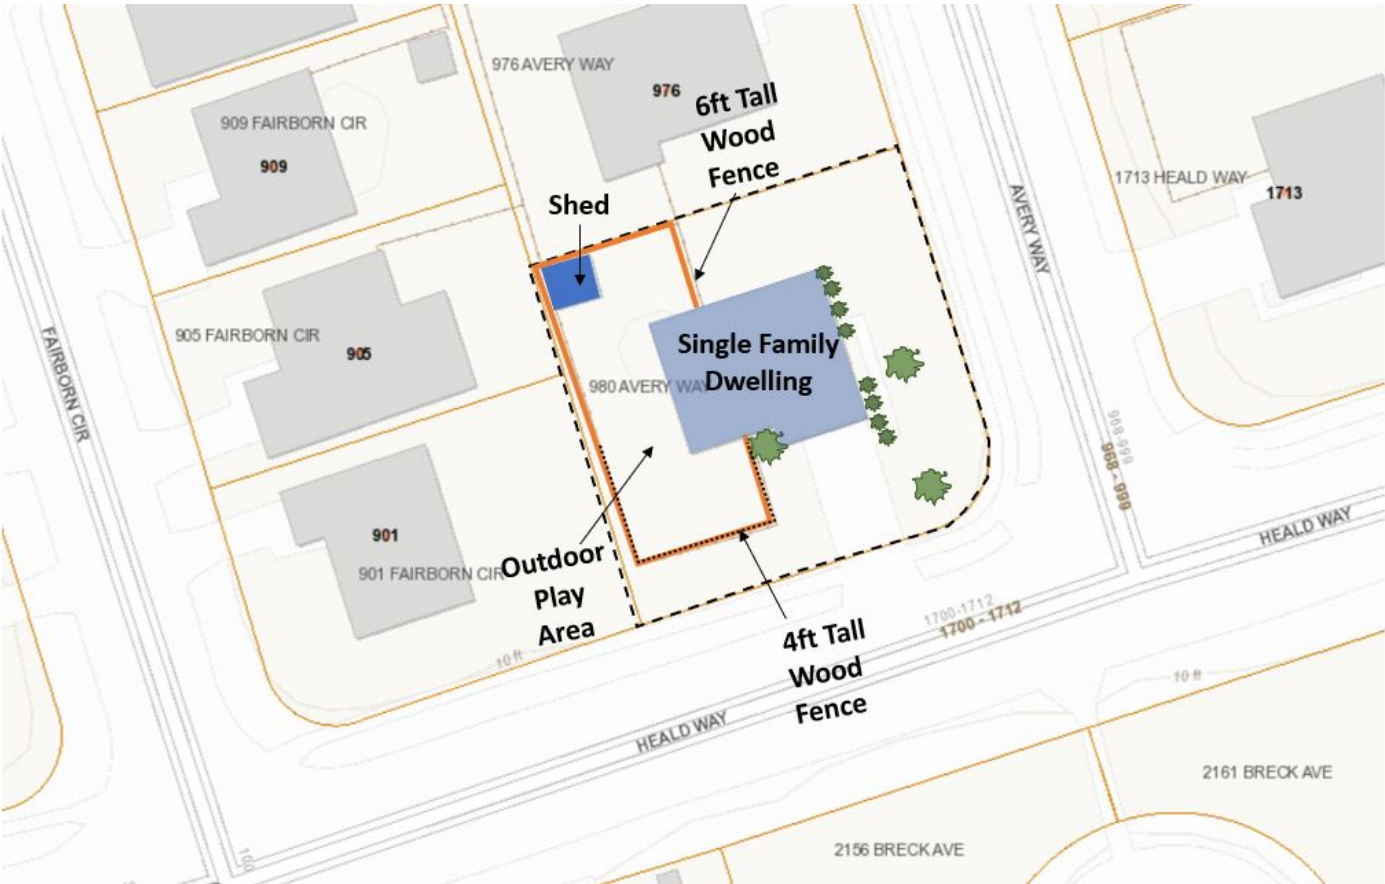 976 AVERY WAY
976
6ft Tall
Wood
Fence
909 FAIRBORN CIR
909
1713 HEALD WAY
1713
Shed
AVERY WAY
FAIRBORN CIR
905 FAIRBORN CIR
905
Single Family
Dwelling
980 AVERY WAY
968-999
968 - 999
901
901 FAIRBORN CIR
Outdoor
Play
Area
HEALD WAY
1700-1712
1700 - 1712
4ft Tall
Wood
Fence
10 ft
10 ft
HEALD WAY
2161 BRECK AVE
2156 BRECK AVE